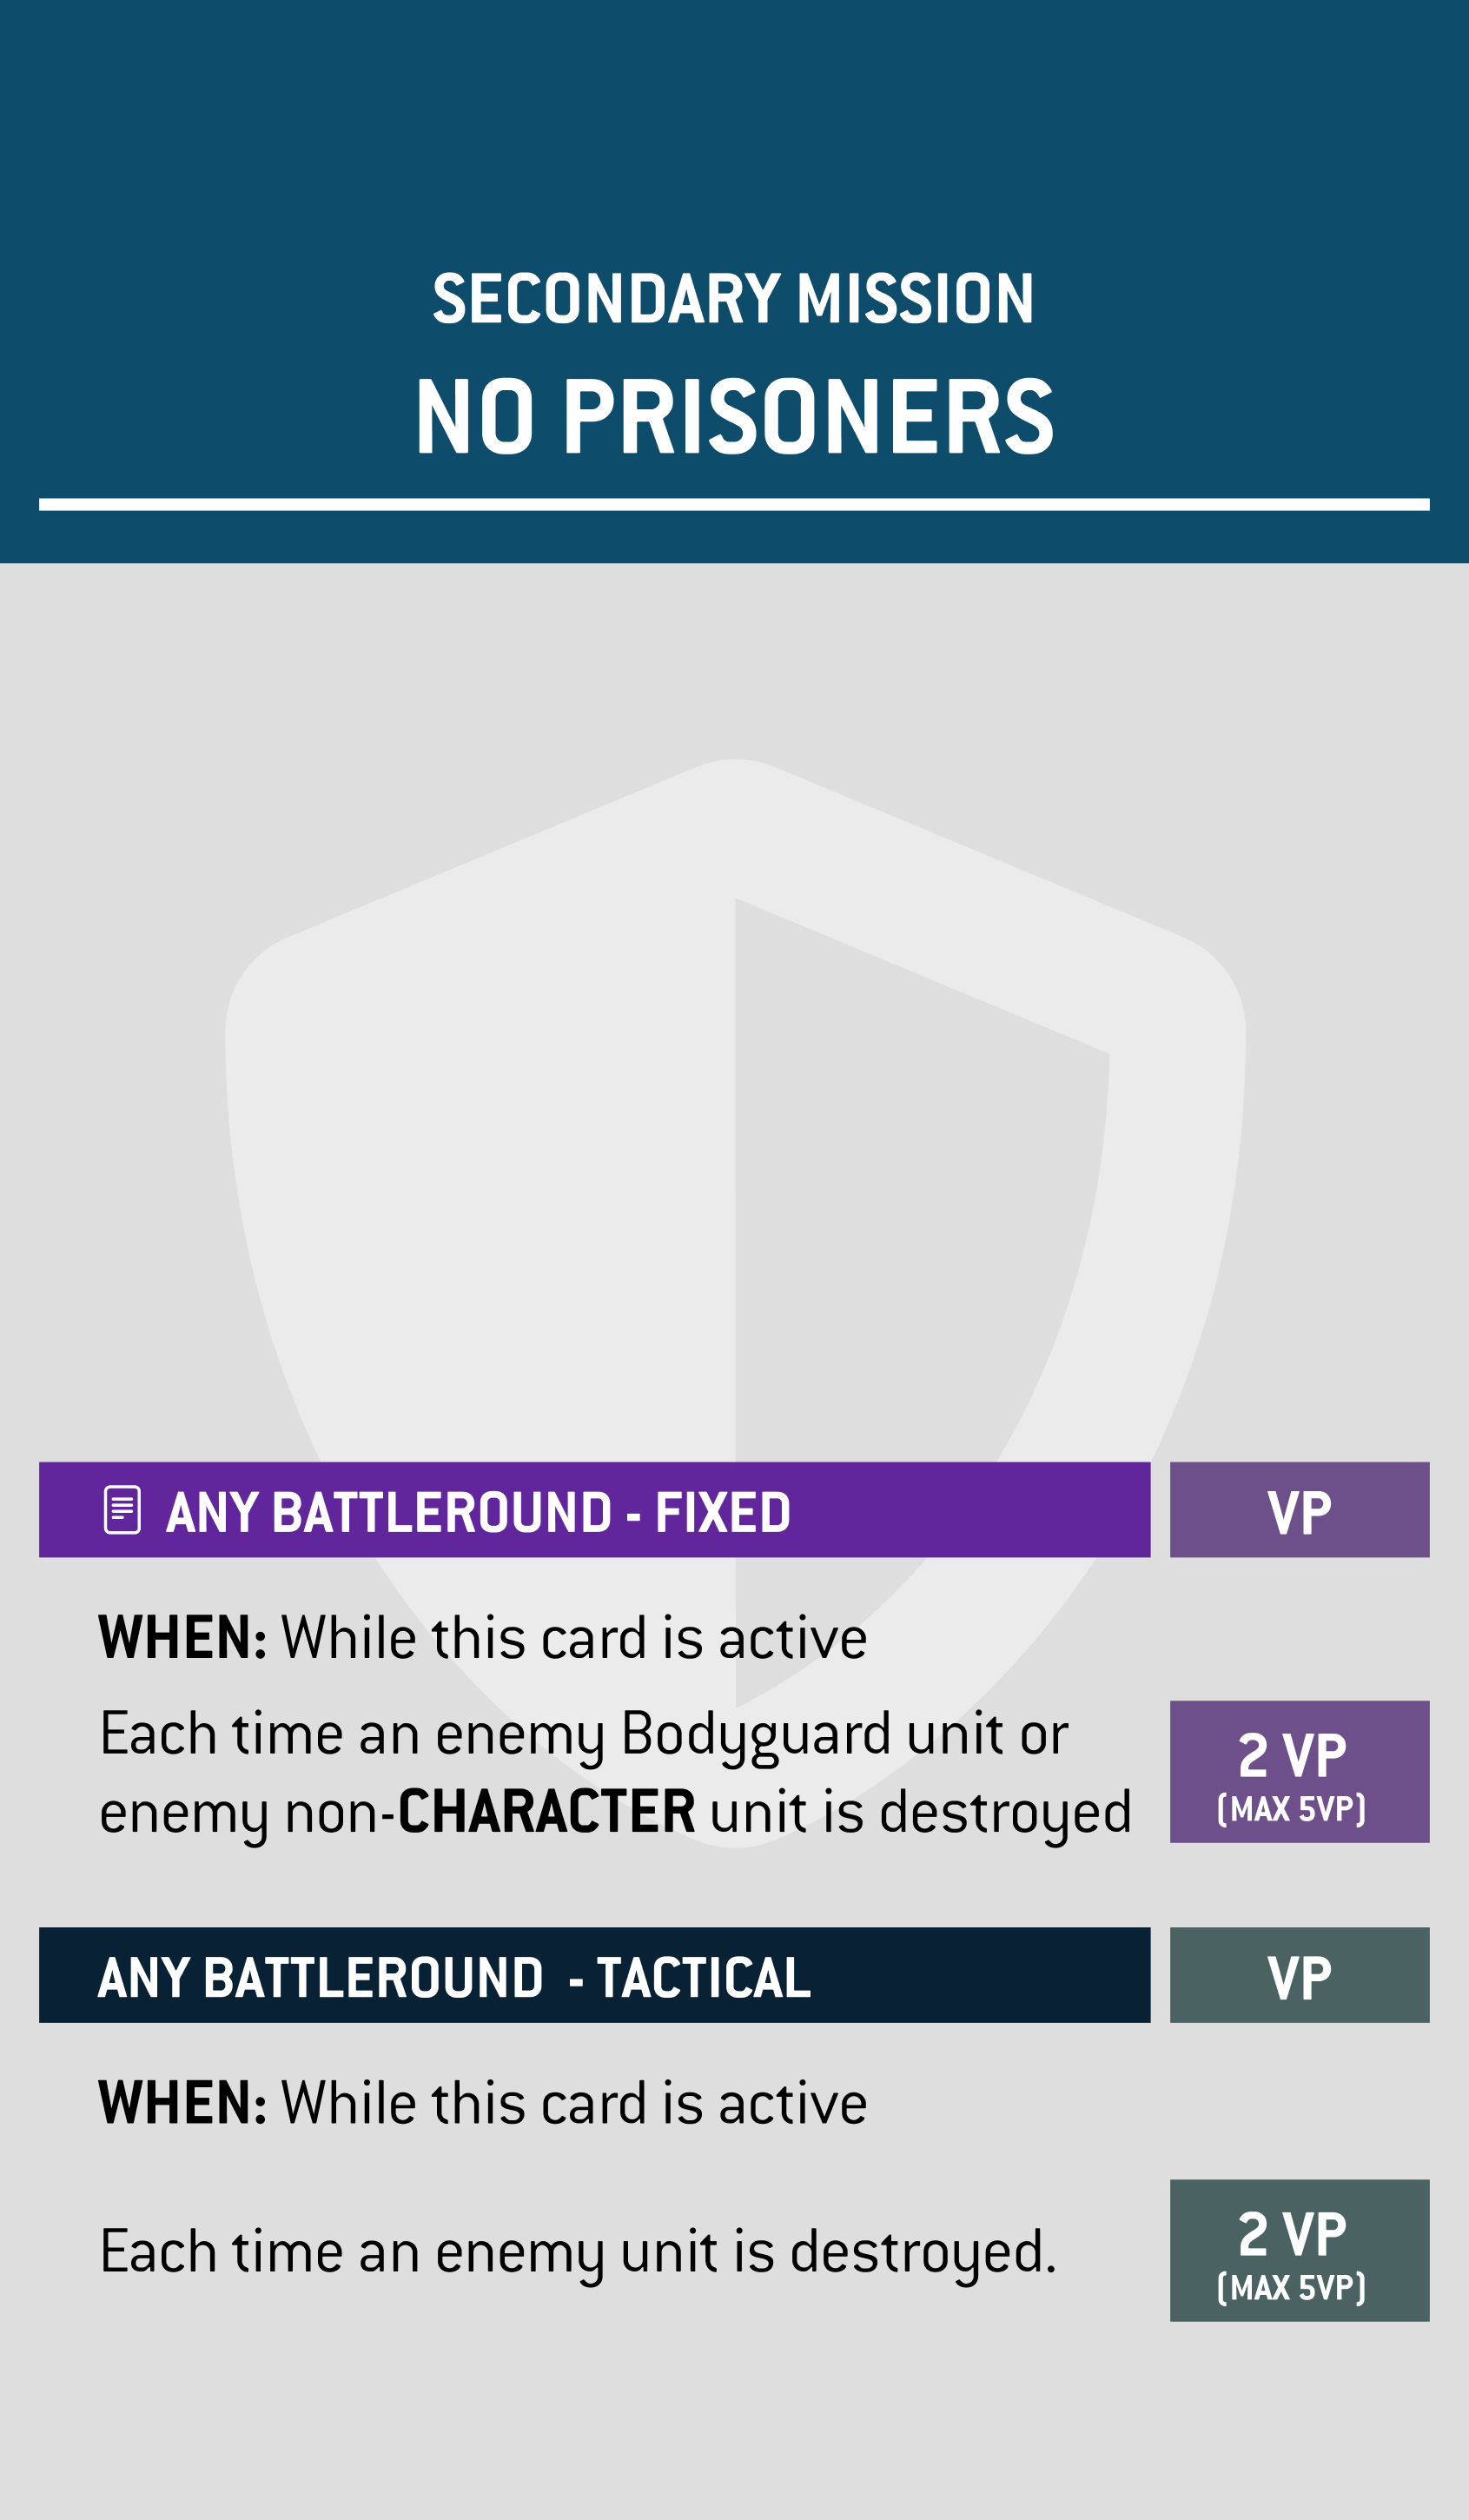 SECONDARY MISSION
NO PRISONERS
ANY BATTLEROUND - FIXED
VP
WHEN: While this card is active
Each time an enemy Bodyguard unit or
enemy non-CHARACTER unit is destroyed
2 VP
(MAX 5VP)
ANY BATTLEROUND - TACTICAL
VP
WHEN: While this card is active
Each time an enemy unit is destroyed.
2 VP
(MAX 5VP)